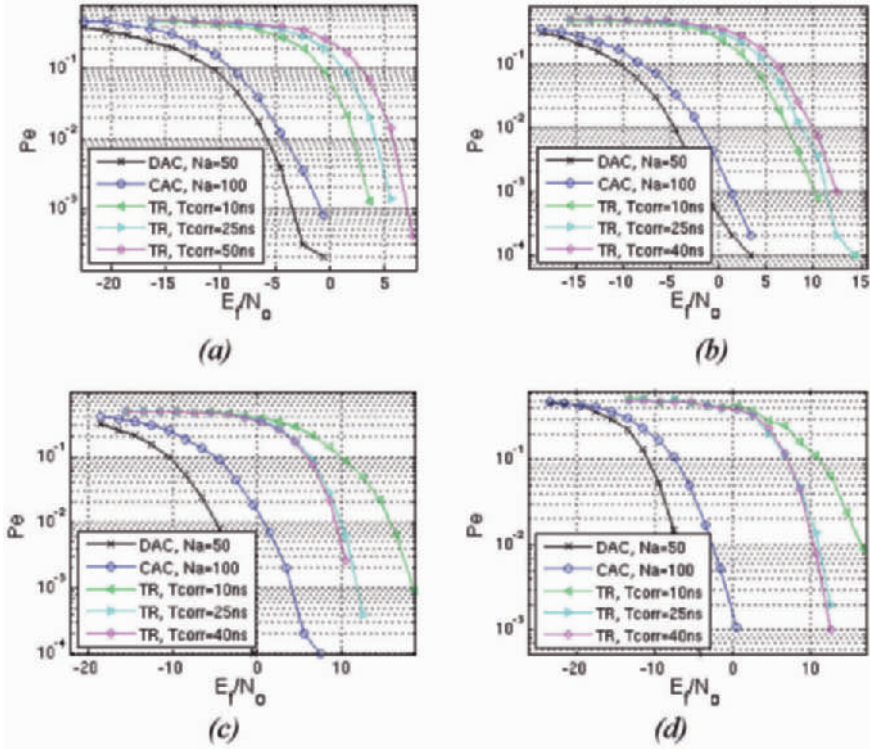 10⁻¹
10⁻²
10⁻³
Pe
DAC, Na=50
CAC, Na=100
TR, Tcorr=10ns
TR, Tcorr=25ns
TR, Tcorr=50ns
-20 -15 -10 -5 0 5
E_f/N_o
(a)
10⁻¹
10⁻²
10⁻³
10⁻⁴
Pe
DAC, Na=50
CAC, Na=100
TR, Tcorr=10ns
TR, Tcorr=25ns
TR, Tcorr=40ns
-15 -10 -5 0 5 10 15
E_f/N_o
(b)
10⁻¹
10⁻²
10⁻³
10⁻⁴
Pe
DAC, Na=50
CAC, Na=100
TR, Tcorr=10ns
TR, Tcorr=25ns
TR, Tcorr=40ns
-20 -10 0 10
E_f/N_o
(c)
10⁻¹
10⁻²
10⁻³
Pe
DAC, Na=50
CAC, Na=100
TR, Tcorr=10ns
TR, Tcorr=25ns
TR, Tcorr=40ns
-20 -10 0 10
E_f/N_o
(d)